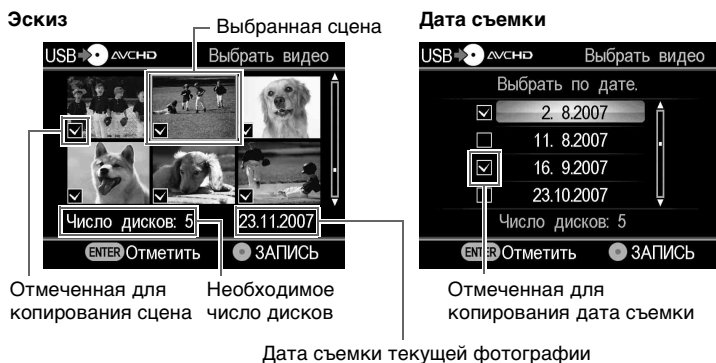 Эскиз
Выбранная сцена
USB AVCHD Выбрать видео
Число дисков: 5 23.11.2007
ENTER Отметить ЗАПИСЬ
Отмеченная для копирования сцена
Необходимое число дисков
Дата съемки текущей фотографии
Дата съемки
USB AVCHD Выбрать видео
Выбрать по дате.
2. 8.2007
11. 8.2007
16. 9.2007
23.10.2007
Число дисков: 5
ENTER Отметить ЗАПИСЬ
Отмеченная для
копирования дата съемки